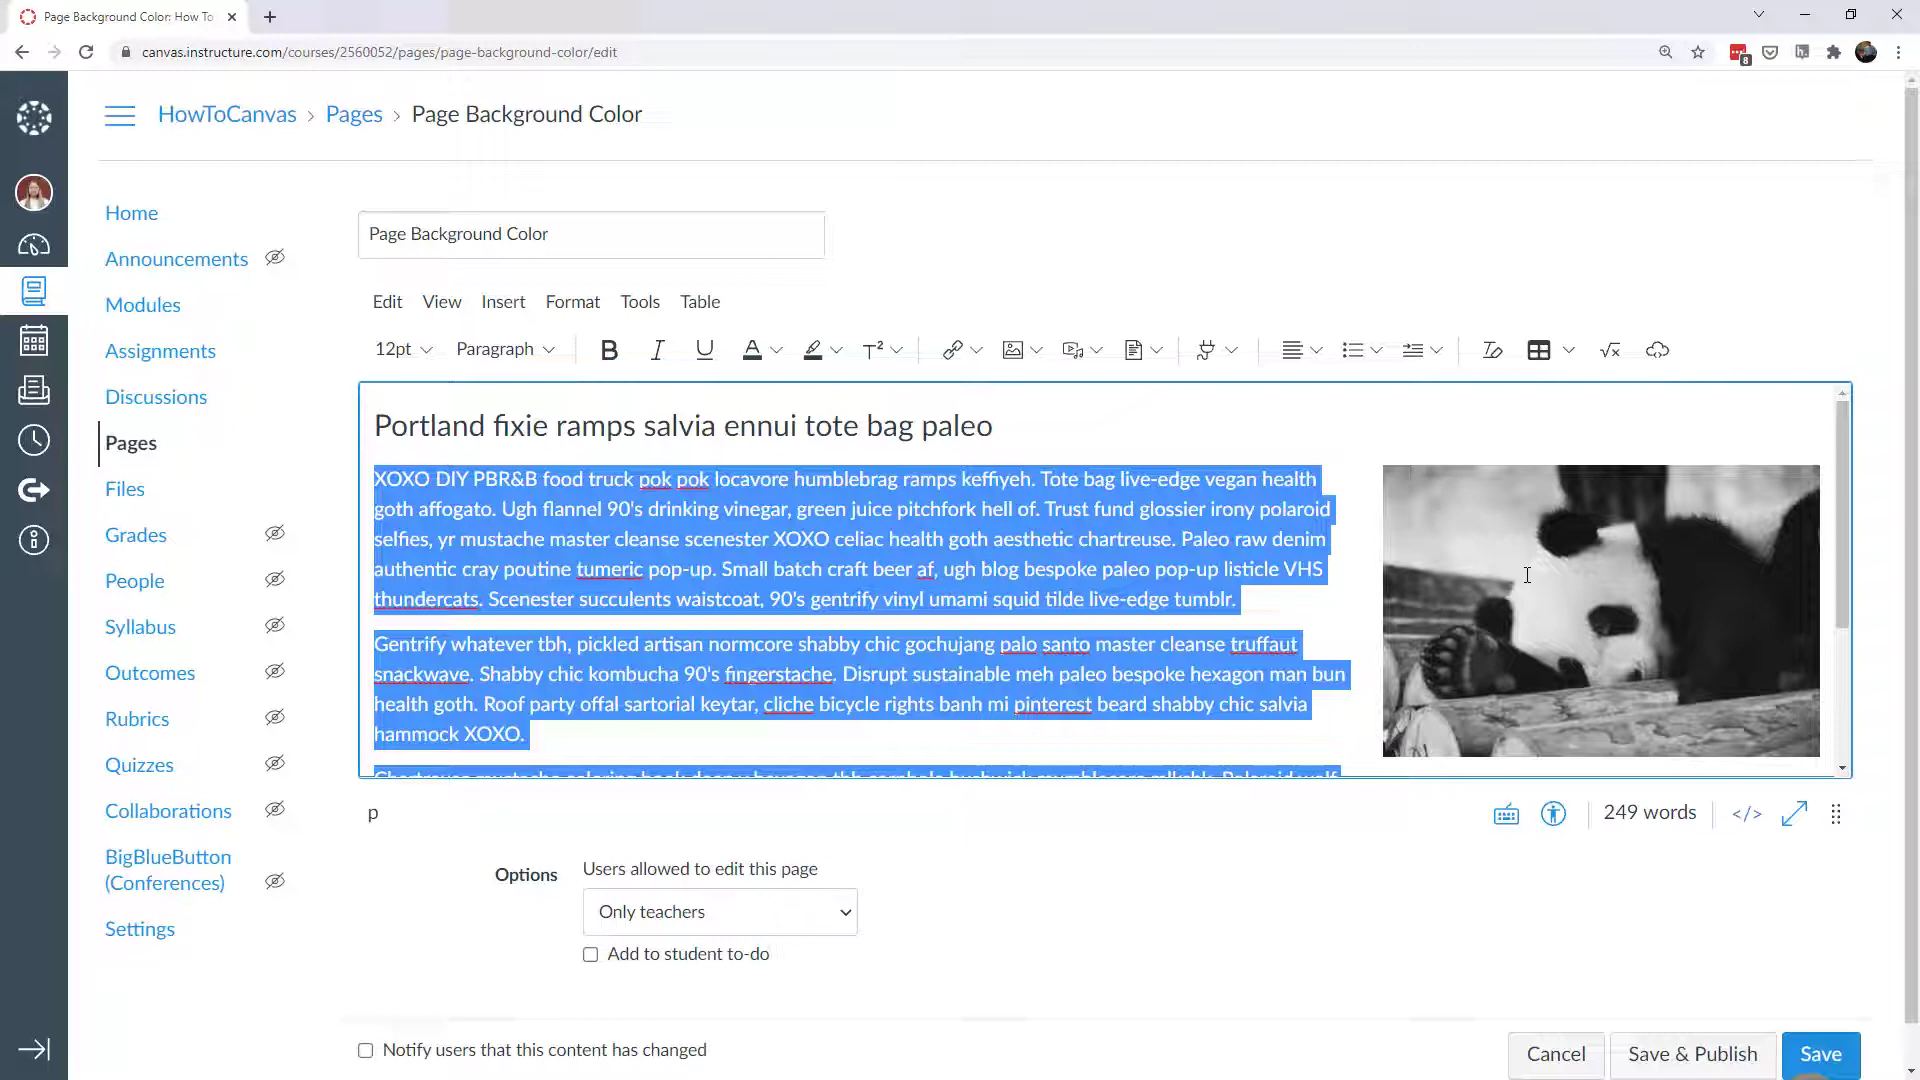 Page Background Color: How To
canvas.instructure.com/courses/2560052/pages/page-background-color/edit
8
HowToCanvas > Pages > Page Background Color
Home
Announcements
Modules
Assignments
Discussions
Pages
Files
Grades
People
Syllabus
Outcomes
Rubrics
Quizzes
Collaborations
BigBlueButton
(Conferences)
Settings
Page Background Color
Edit View Insert Format Tools Table
12pt Paragraph
Portland fixie ramps salvia ennui tote bag paleo
XOXO DIY PBR&B food truck pok pok locavore humblebrag ramps keffiyeh. Tote bag live-edge vegan health
goth affogato. Ugh flannel 90's drinking vinegar, green juice pitchfork hell of. Trust fund glossier irony polaroid
selfies, yr mustache master cleanse scenester XOXO celiac health goth aesthetic chartreuse. Paleo raw denim
authentic cray poutine tumeric pop-up. Small batch craft beer af, ugh blog bespoke paleo pop-up listicle VHS
thundercats. Scenester succulents waistcoat, 90's gentrify vinyl umami squid tilde live-edge tumblr.
Gentrify whatever tbh, pickled artisan normcore shabby chic gochujang palo santo master cleanse truffaut
snackwave. Shabby chic kombucha 90's fingerstache. Disrupt sustainable meh paleo bespoke hexagon man bun
health goth. Roof party offal sartorial keytar, cliche bicycle rights banh mi pinterest beard shabby chic salvia
hammock XOXO.
p
249 words
</>
Options
Users allowed to edit this page
Only teachers
Add to student to-do
Notify users that this content has changed
Cancel
Save & Publish
Save